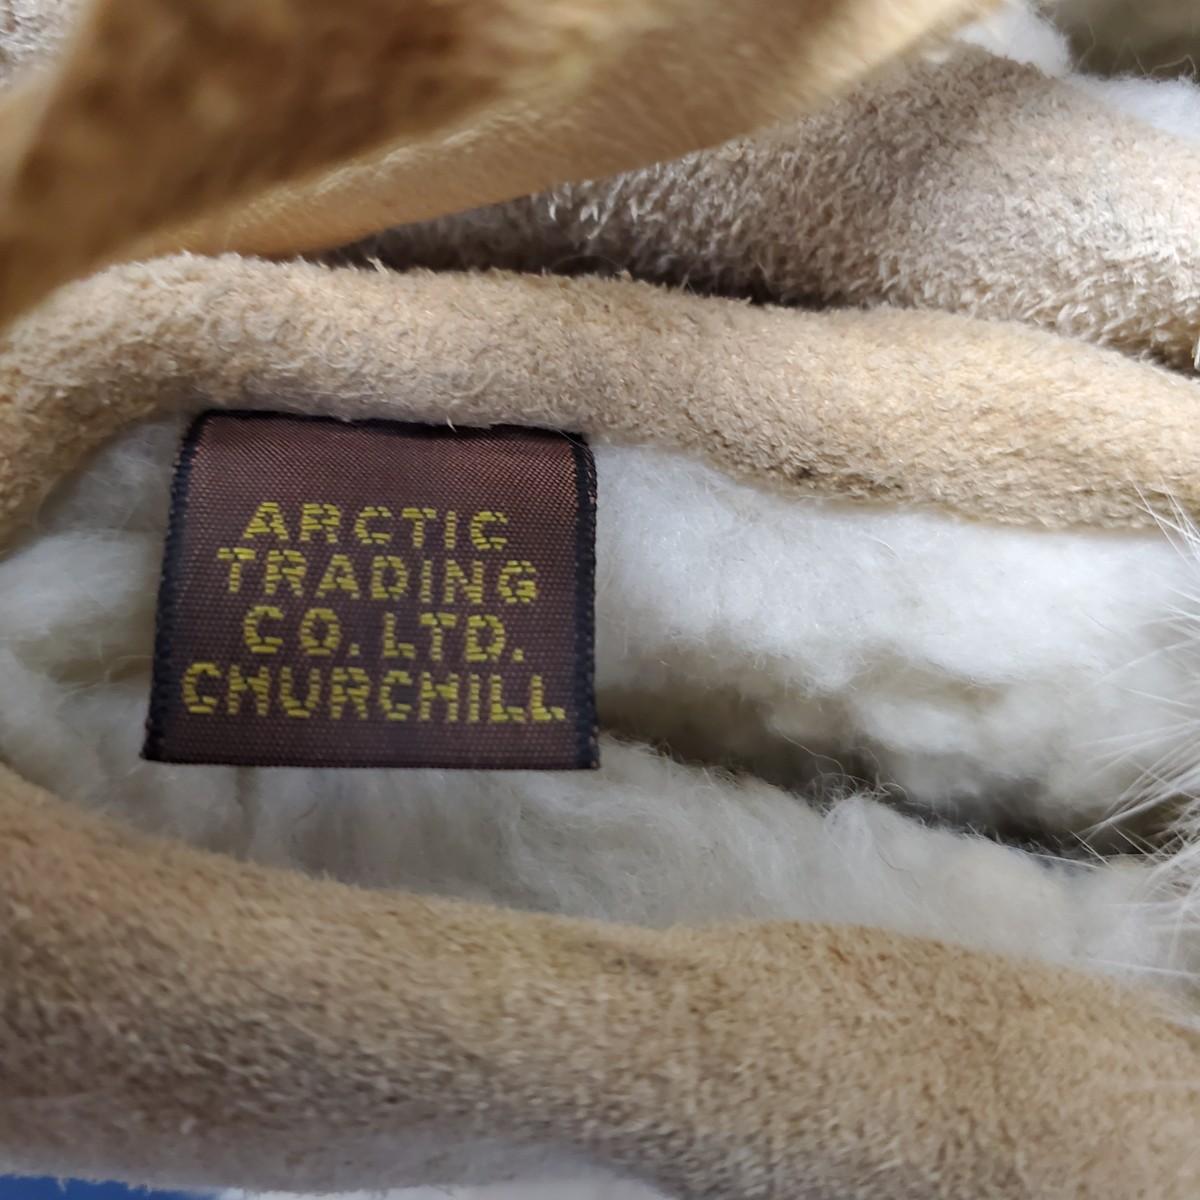 ARCTIC
TRADING
CO. LTD.
CHURCHILL